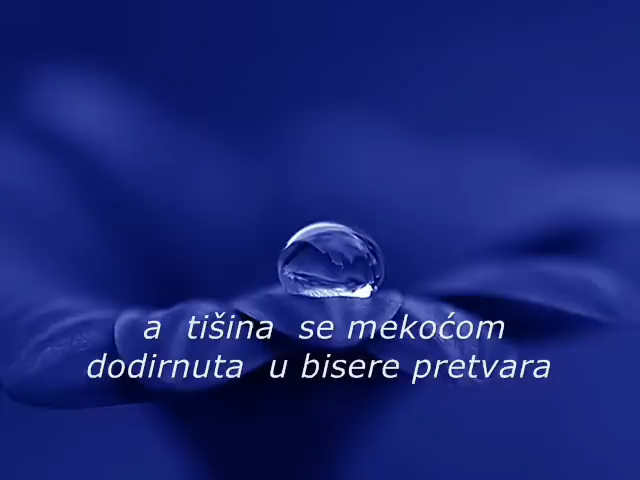 a tišina se mekoćom
dodirnuta u bisere pretvara